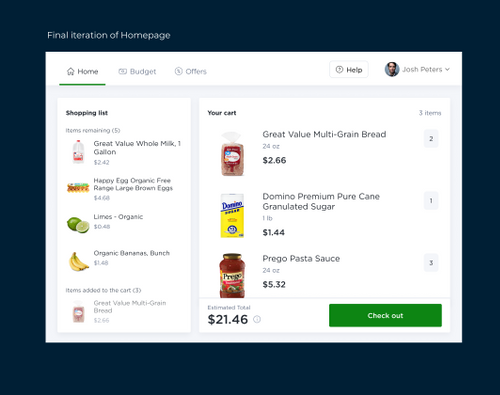 Final iteration of Homepage
Home
Budget
Offers
Help
Josh Peters
Shopping list
Items remaining (5)
Great Value Whole Milk, 1
Gallon
$2.42
Happy Egg Organic Free
Range Large Brown Eggs
$4.68
Limes - Organic
$0.48
Organic Bananas, Bunch
$1.48
Items added to the cart (3)
Great Value Multi-Grain
Bread
$2.66
Your cart
3 items
Great Value Multi-Grain Bread
24 oz
$2.66
2
Domino
Domino Premium Pure Cane
Granulated Sugar
1 lb
$1.44
1
Prego
Prego Pasta Sauce
24 oz
$5.32
3
Estimated Total
$21.46
Check out